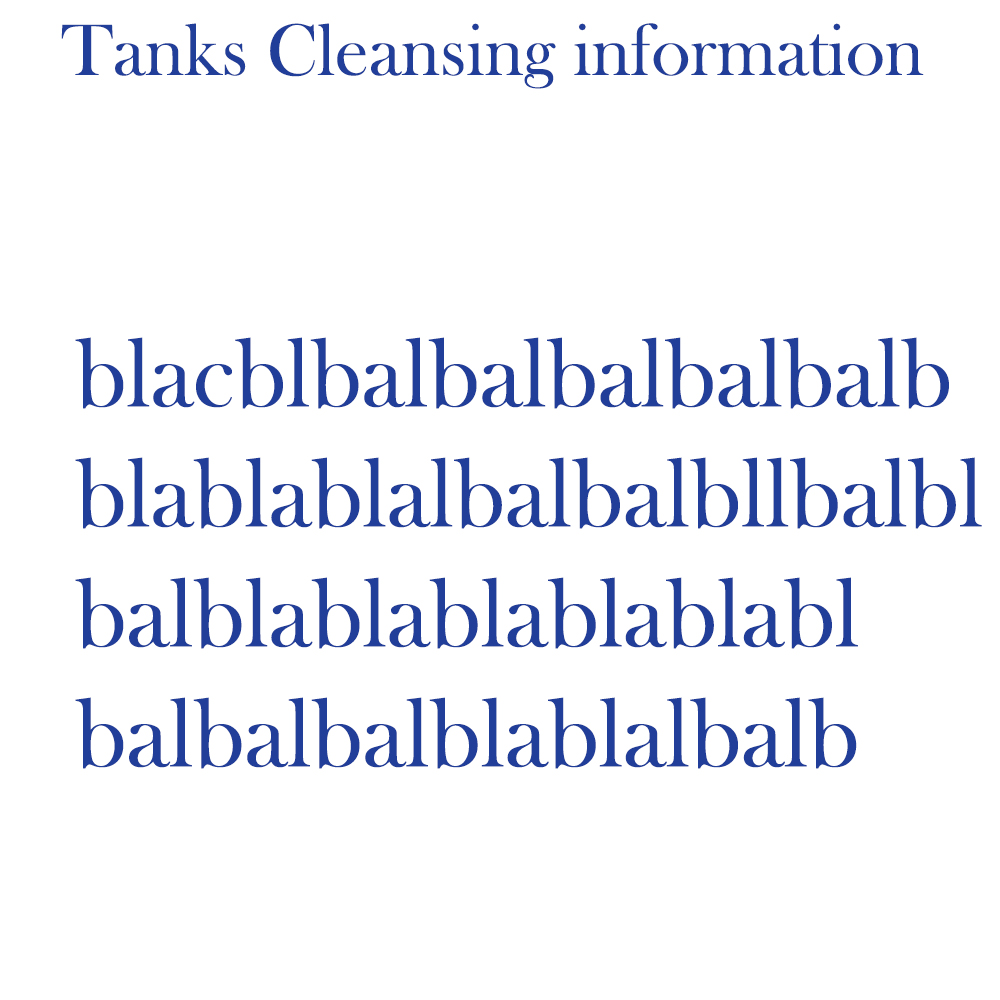 Tanks Cleansing information
blacblbalbalbalbalbalb
blablablalbalbalbllbalbl
balblablablablablabl
balbalbalblablalbalb